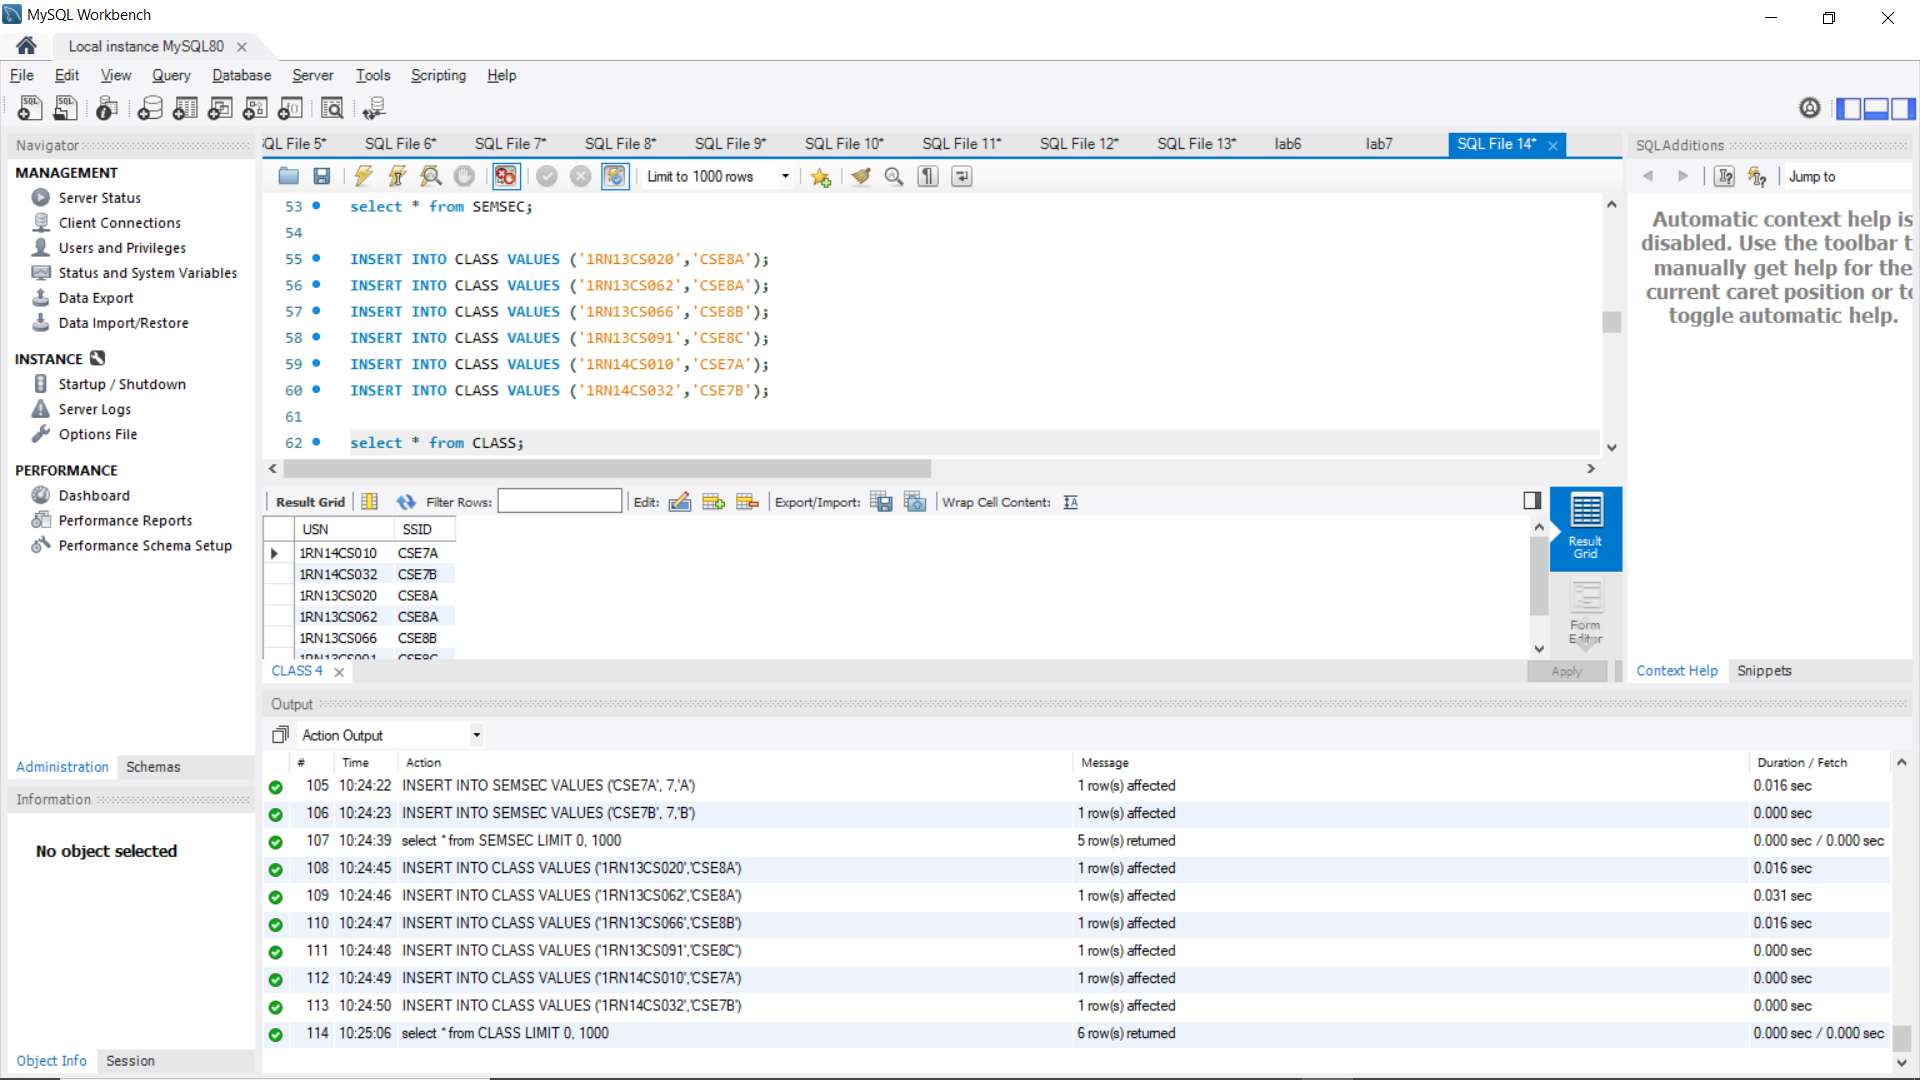 MySQL Workbench
Local instance MySQL80
File Edit View Query Database Server Tools Scripting Help
Navigator
MANAGEMENT
Server Status
Client Connections
Users and Privileges
Status and System Variables
Data Export
Data Import/Restore
INSTANCE
Startup / Shutdown
Server Logs
Options File
PERFORMANCE
Dashboard
Performance Reports
Performance Schema Setup
Administration Schemas
Information
No object selected
Object Info Session
QL File 5* SQL File 6* SQL File 7* SQL File 8* SQL File 9* SQL File 10* SQL File 11* SQL File 12* SQL File 13* lab6 lab7 SQL File 14*
Limit to 1000 rows
53 select * from SEMSEC;
54
55 INSERT INTO CLASS VALUES ('1RN13CS020','CSE8A');
56 INSERT INTO CLASS VALUES ('1RN13CS062','CSE8A');
57 INSERT INTO CLASS VALUES ('1RN13CS066','CSE8B');
58 INSERT INTO CLASS VALUES ('1RN13CS091','CSE8C');
59 INSERT INTO CLASS VALUES ('1RN14CS010','CSE7A');
60 INSERT INTO CLASS VALUES ('1RN14CS032','CSE7B');
61
62 select * from CLASS;
Result Grid Filter Rows: Edit: Export/Import: Wrap Cell Content:
USN SSID
1RN14CS010 CSE7A
1RN14CS032 CSE7B
1RN13CS020 CSE8A
1RN13CS062 CSE8A
1RN13CS066 CSE8B
1RN13CS091 CSE8C
Result
Grid
Form
Editor
CLASS 4
Apply
SQLAdditions
Jump to
Automatic context help is
disabled. Use the toolbar t
manually get help for the
current caret position or to
toggle automatic help.
Context Help Snippets
Output
Action Output
# Time Action Message Duration / Fetch
105 10:24:22 INSERT INTO SEMSEC VALUES ('CSE7A', 7,'A') 1 row(s) affected 0.016 sec
106 10:24:23 INSERT INTO SEMSEC VALUES ('CSE7B', 7,'B') 1 row(s) affected 0.000 sec
107 10:24:39 select * from SEMSEC LIMIT 0, 1000 5 row(s) returned 0.000 sec / 0.000 sec
108 10:24:45 INSERT INTO CLASS VALUES ('1RN13CS020','CSE8A') 1 row(s) affected 0.016 sec
109 10:24:46 INSERT INTO CLASS VALUES ('1RN13CS062','CSE8A') 1 row(s) affected 0.031 sec
110 10:24:47 INSERT INTO CLASS VALUES ('1RN13CS066','CSE8B') 1 row(s) affected 0.016 sec
111 10:24:48 INSERT INTO CLASS VALUES ('1RN13CS091','CSE8C') 1 row(s) affected 0.000 sec
112 10:24:49 INSERT INTO CLASS VALUES ('1RN14CS010','CSE7A') 1 row(s) affected 0.000 sec
113 10:24:50 INSERT INTO CLASS VALUES ('1RN14CS032','CSE7B') 1 row(s) affected 0.000 sec
114 10:25:06 select * from CLASS LIMIT 0, 1000 6 row(s) returned 0.000 sec / 0.000 sec